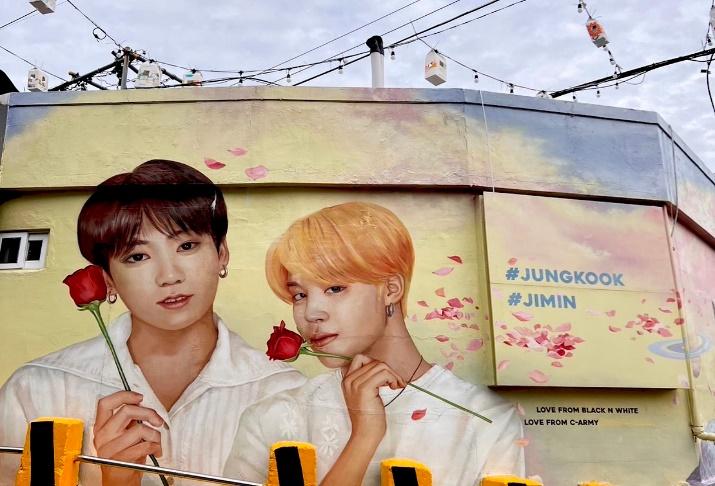 #JUNGKOOK
#JIMIN
LOVE FROM BLACK N WHITE
LOVE FROM C-ARMY